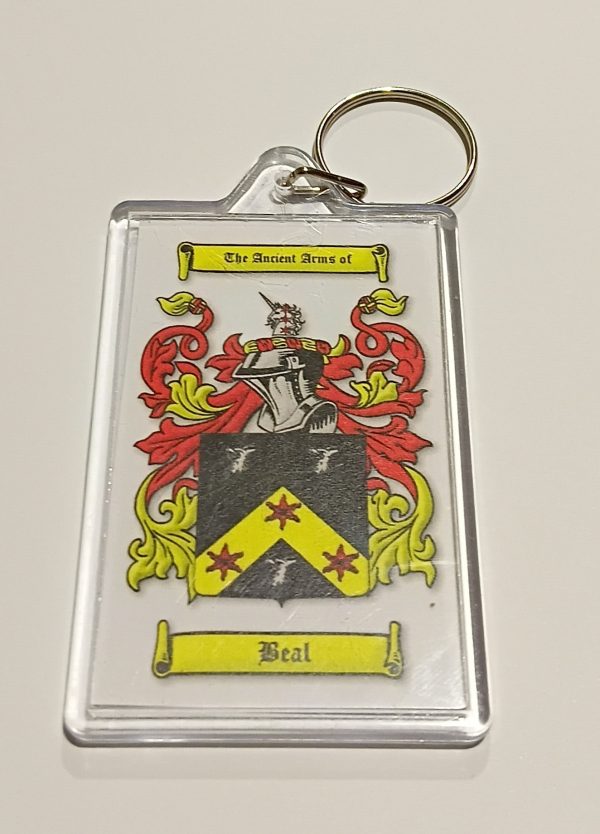 The Ancient Arms of
Beal